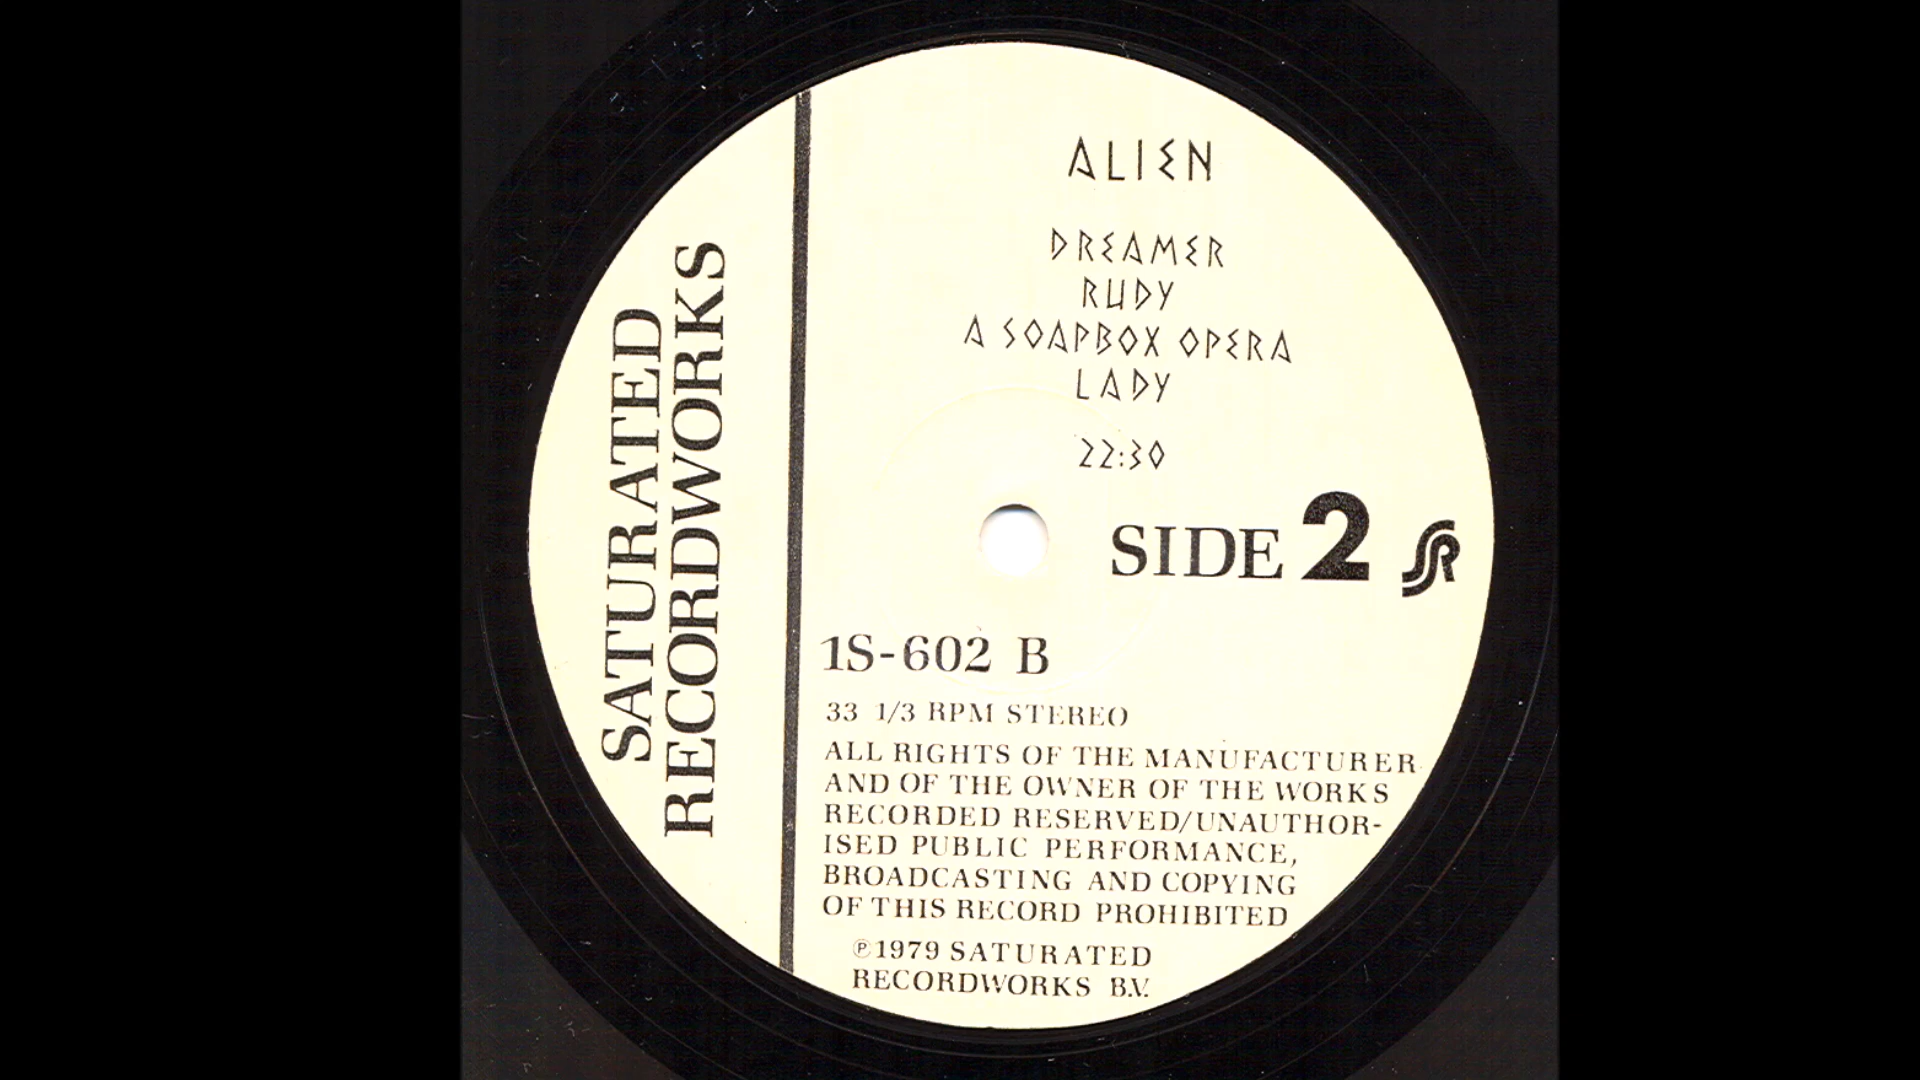 SATURATED
RECORDWORKS
ALIEN
DREAMER
RUDY
A SOAPBOX OPERA
LADY
22:30
SIDE 2 SR
1S-602 B
33 1/3 RPM STEREO
ALL RIGHTS OF THE MANUFACTURER
AND OF THE OWNER OF THE WORKS
RECORDED RESERVED/UNAUTHOR-
ISED PUBLIC PERFORMANCE,
BROADCASTING AND COPYING
OF THIS RECORD PROHIBITED
℗1979 SATURATED
RECORDWORKS B.V.